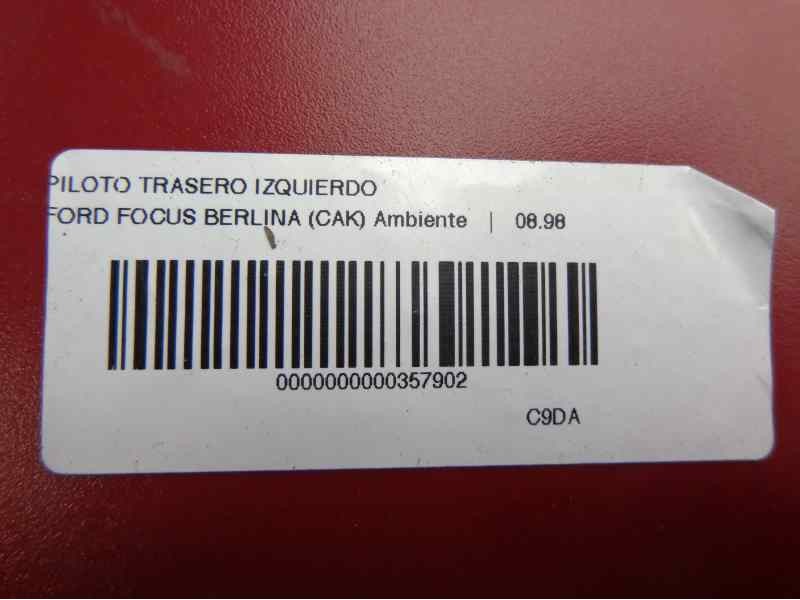 PILOTO TRASERO IZQUIERDO
FORD FOCUS BERLINA (CAK) Ambiente | 08.98
0000000000357902
C9DA